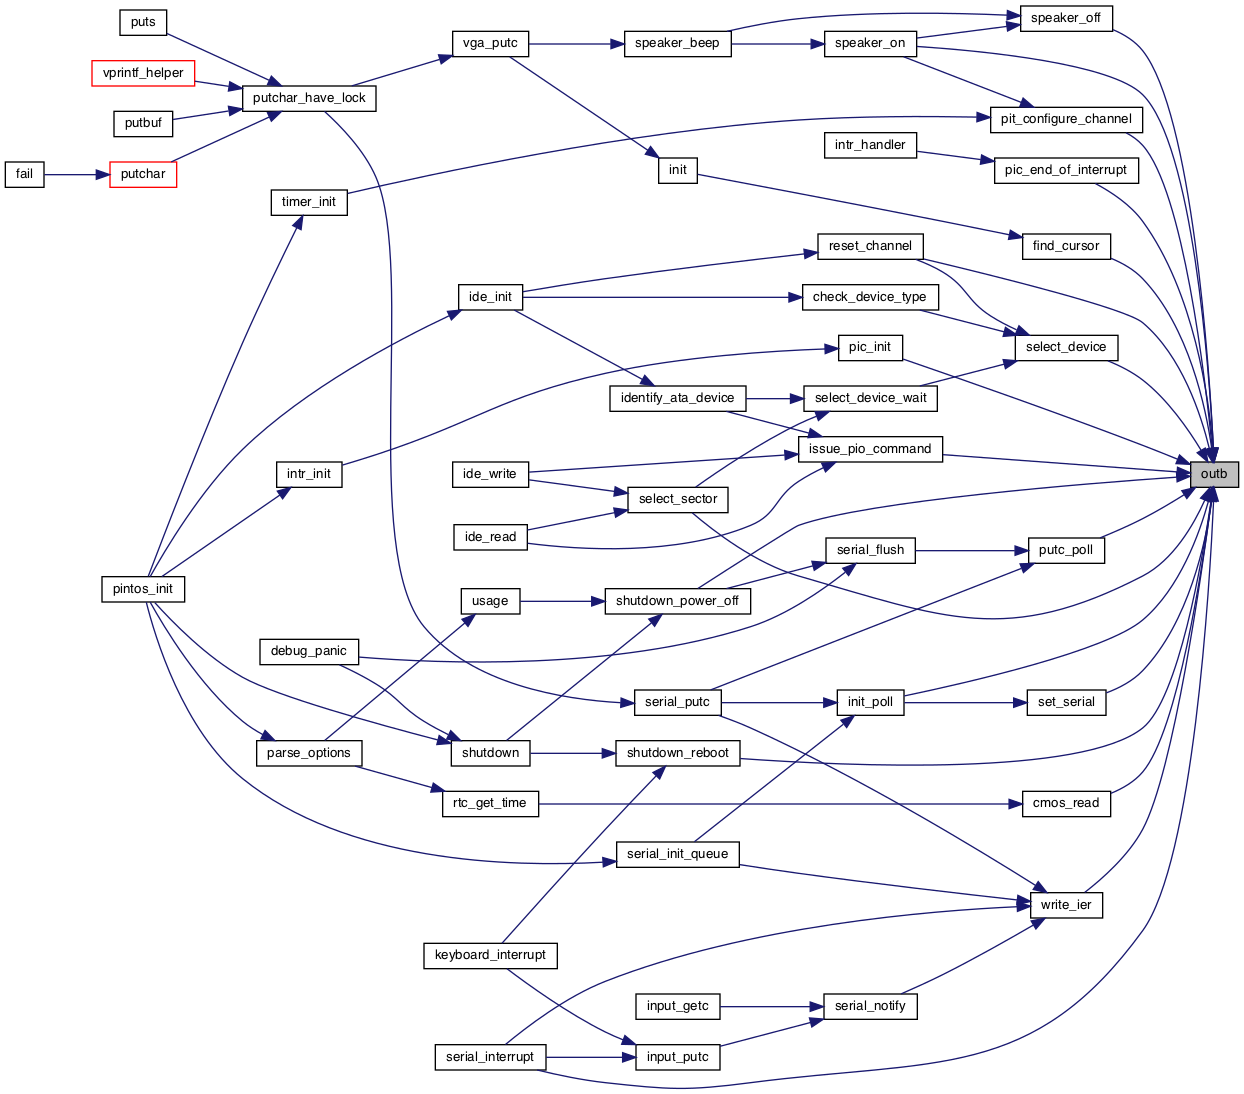 puts
vprintf_helper
putbuf
putchar
fail
putchar_have_lock
timer_init
vga_putc
speaker_beep
speaker_on
speaker_off
pit_configure_channel
intr_handler
pic_end_of_interrupt
init
find_cursor
reset_channel
ide_init
check_device_type
select_device
pic_init
identify_ata_device
select_device_wait
issue_pio_command
intr_init
ide_write
select_sector
outb
ide_read
serial_flush
putc_poll
pintos_init
usage
shutdown_power_off
debug_panic
serial_putc
init_poll
set_serial
parse_options
shutdown
shutdown_reboot
rtc_get_time
cmos_read
serial_init_queue
write_ier
keyboard_interrupt
input_getc
serial_notify
serial_interrupt
input_putc